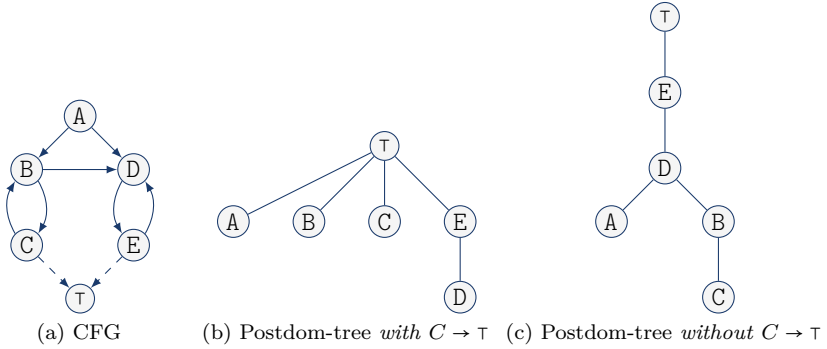 ⊤
E
A
⊤
B
D
D
A
B
C
E
A
B
C
E
⊤
D
C
(a) CFG
(b) Postdom-tree with C → ⊤
(c) Postdom-tree without C → ⊤